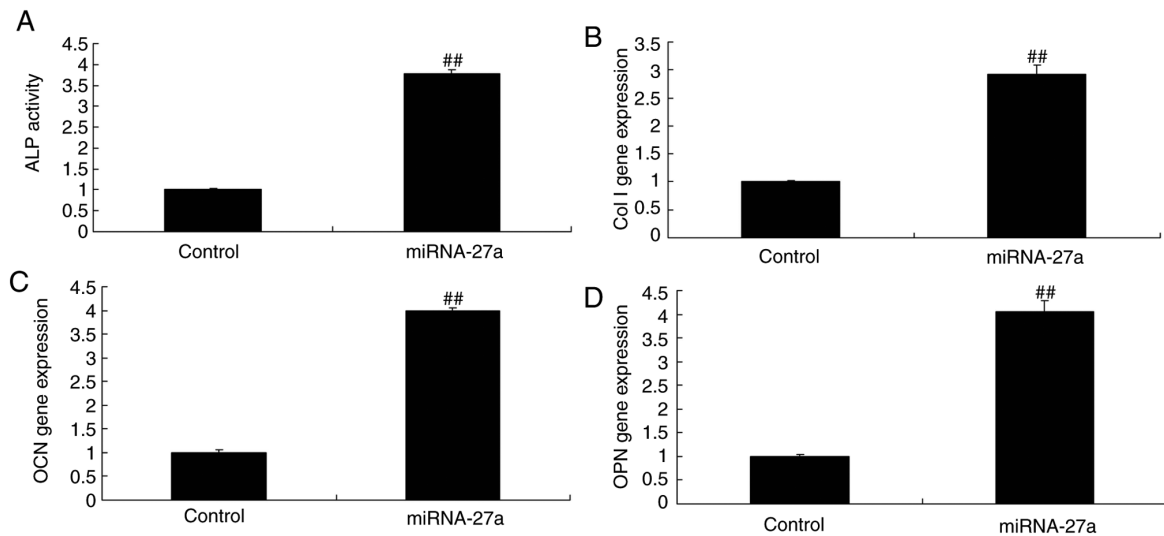 A
ALP activity
4.5
4
3.5
3
2.5
2
1.5
1
0.5
0
##
Control
miRNA-27a
B
Col I gene expression
3.5
3
2.5
2
1.5
1
0.5
0
##
Control
miRNA-27a
C
OCN gene expression
4.5
4
3.5
3
2.5
2
1.5
1
0.5
0
##
Control
miRNA-27a
D
OPN gene expression
4.5
4
3.5
3
2.5
2
1.5
1
0.5
0
##
Control
miRNA-27a